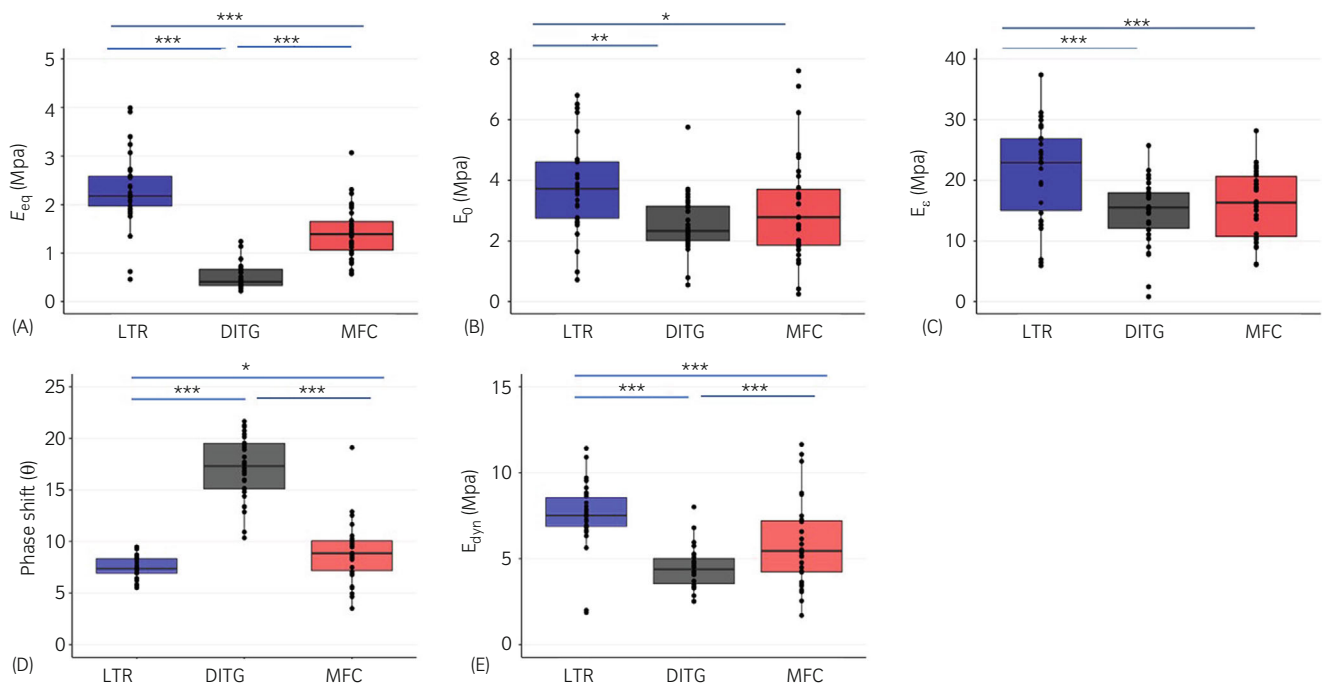 ***
*** ***
5
4
3
2
1
0
E_eq (Mpa)
LTR DITG MFC
(A)
*
**
8
6
4
2
0
E_0 (Mpa)
LTR DITG MFC
(B)
***
***
40
30
20
10
0
E_ε (Mpa)
LTR DITG MFC
(C)
*
*** ***
25
20
15
10
5
0
Phase shift (θ)
LTR DITG MFC
(D)
***
*** ***
15
10
5
0
E_dyn (Mpa)
LTR DITG MFC
(E)